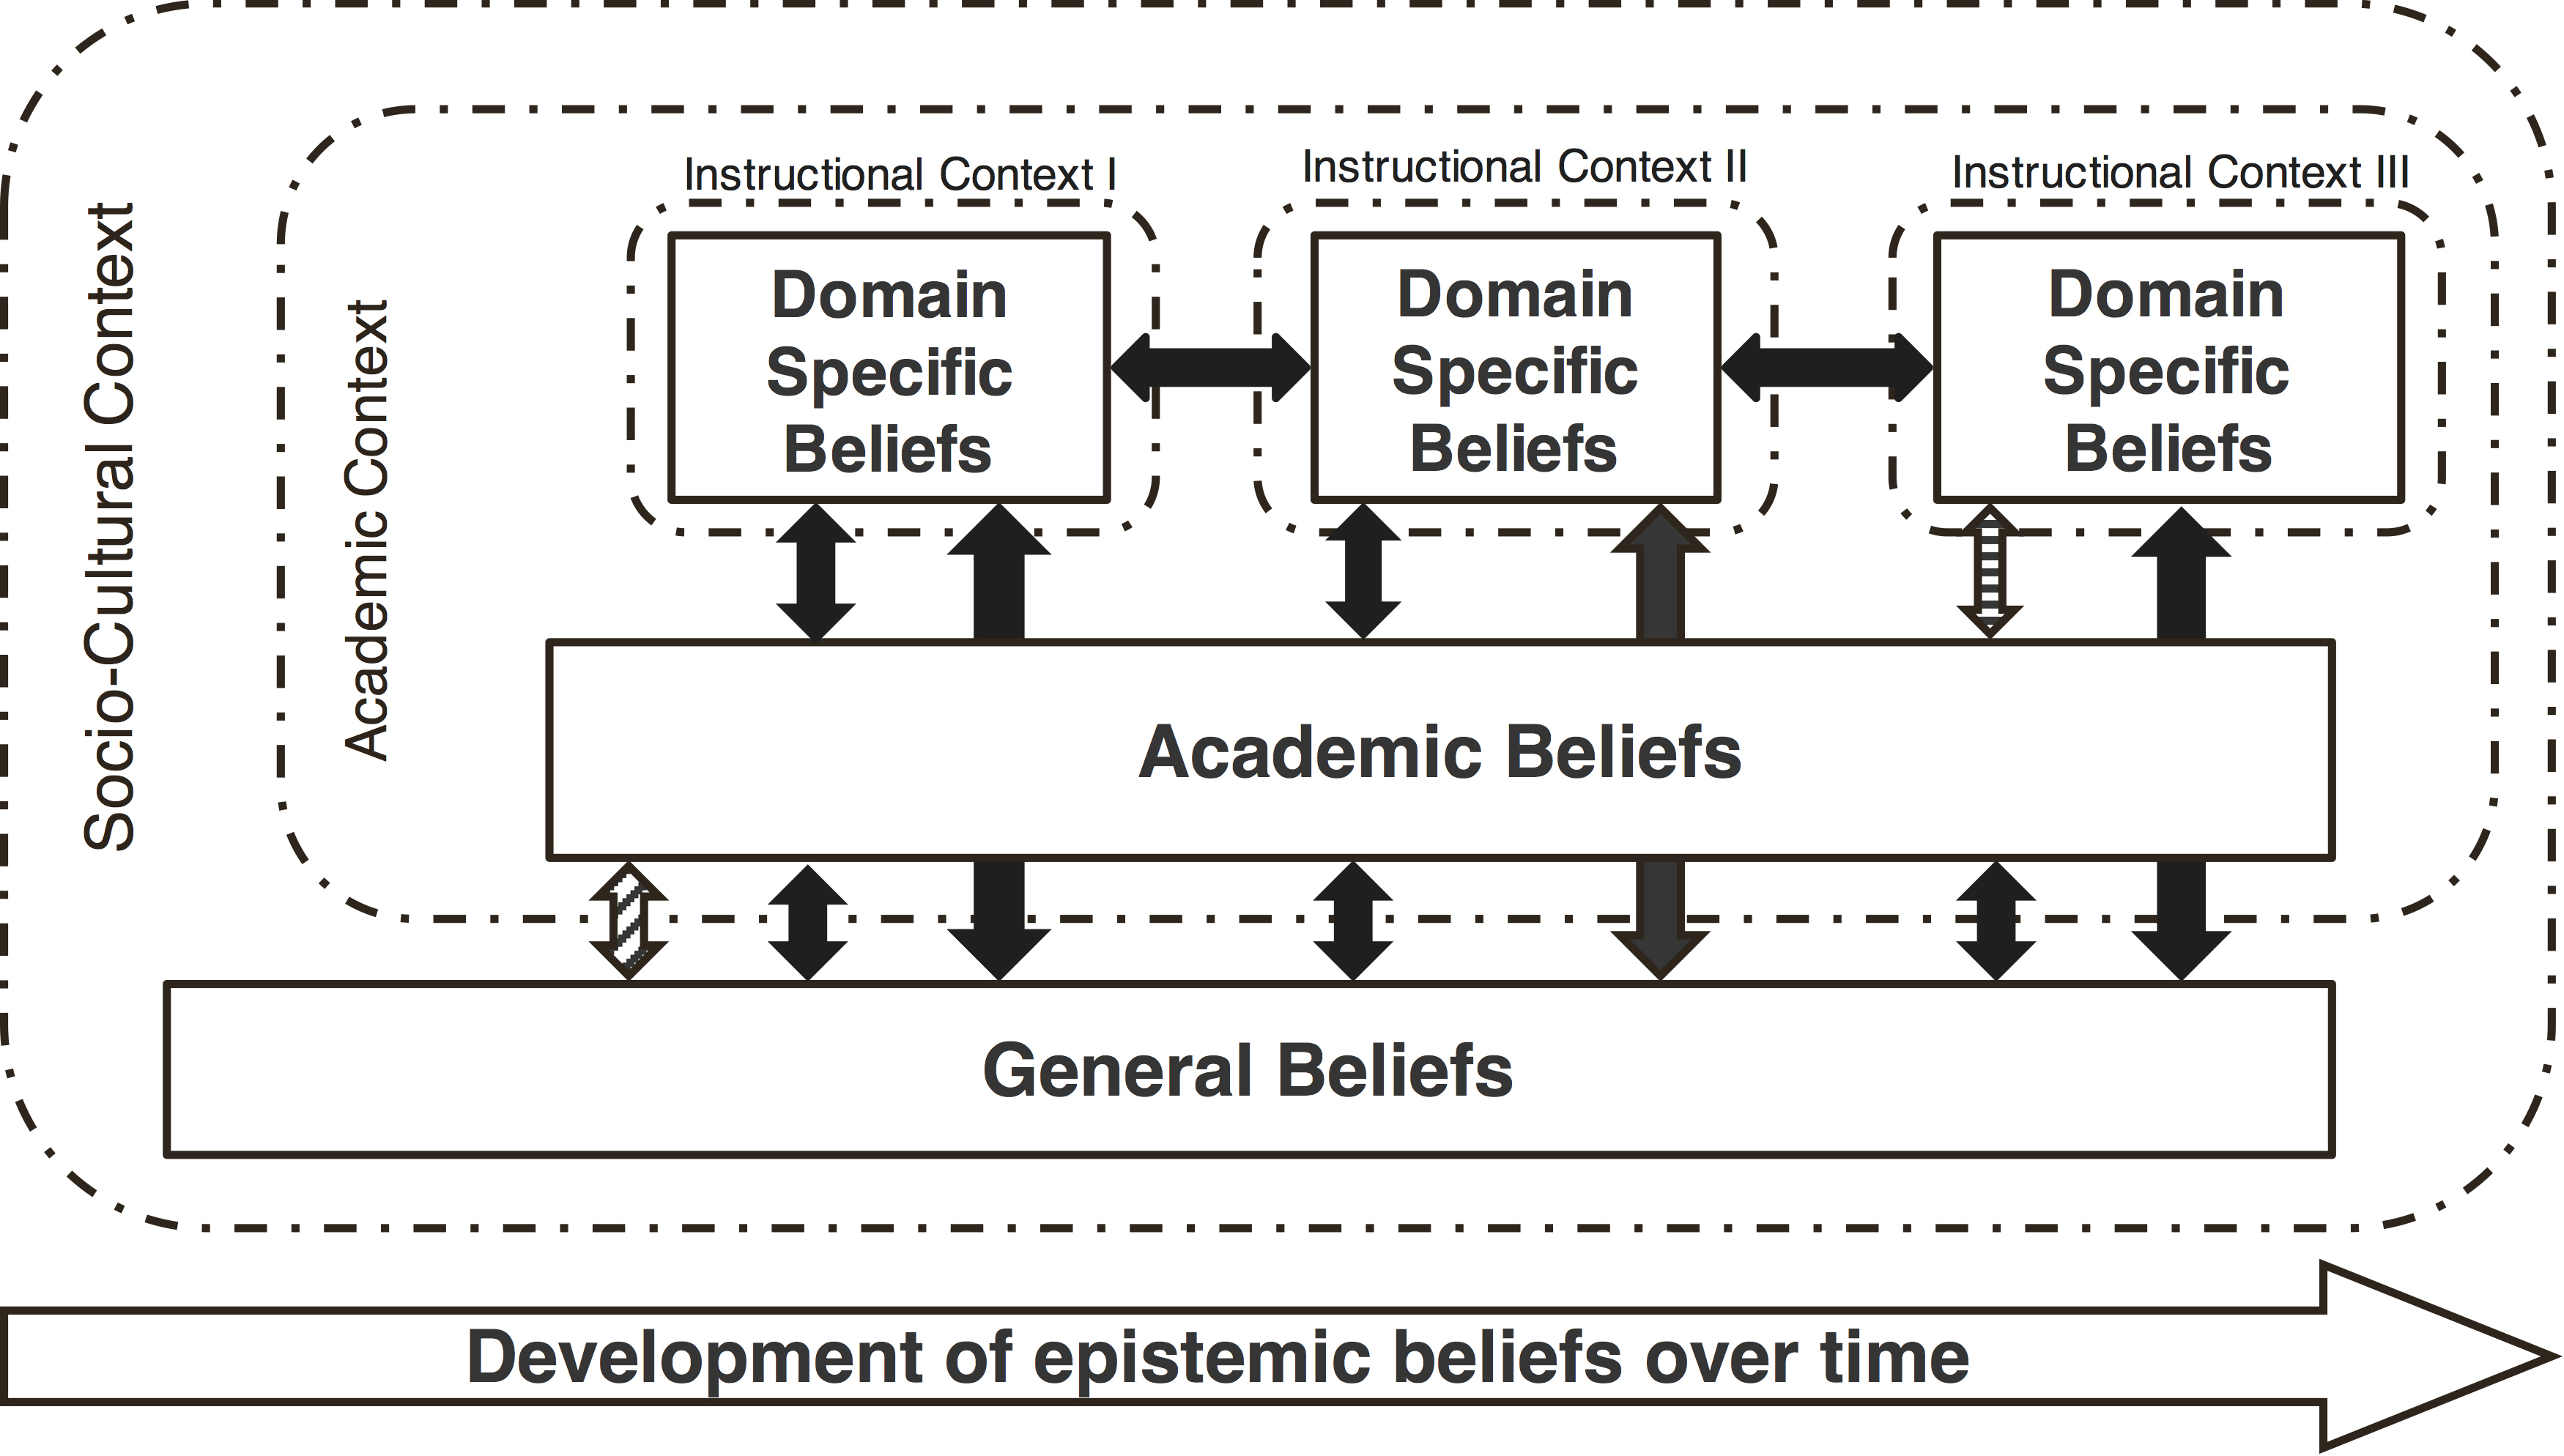 Socio-Cultural Context
Academic Context
Instructional Context I
Instructional Context II
Instructional Context III
Domain
Specific
Beliefs
Domain
Specific
Beliefs
Domain
Specific
Beliefs
Academic Beliefs
General Beliefs
Development of epistemic beliefs over time